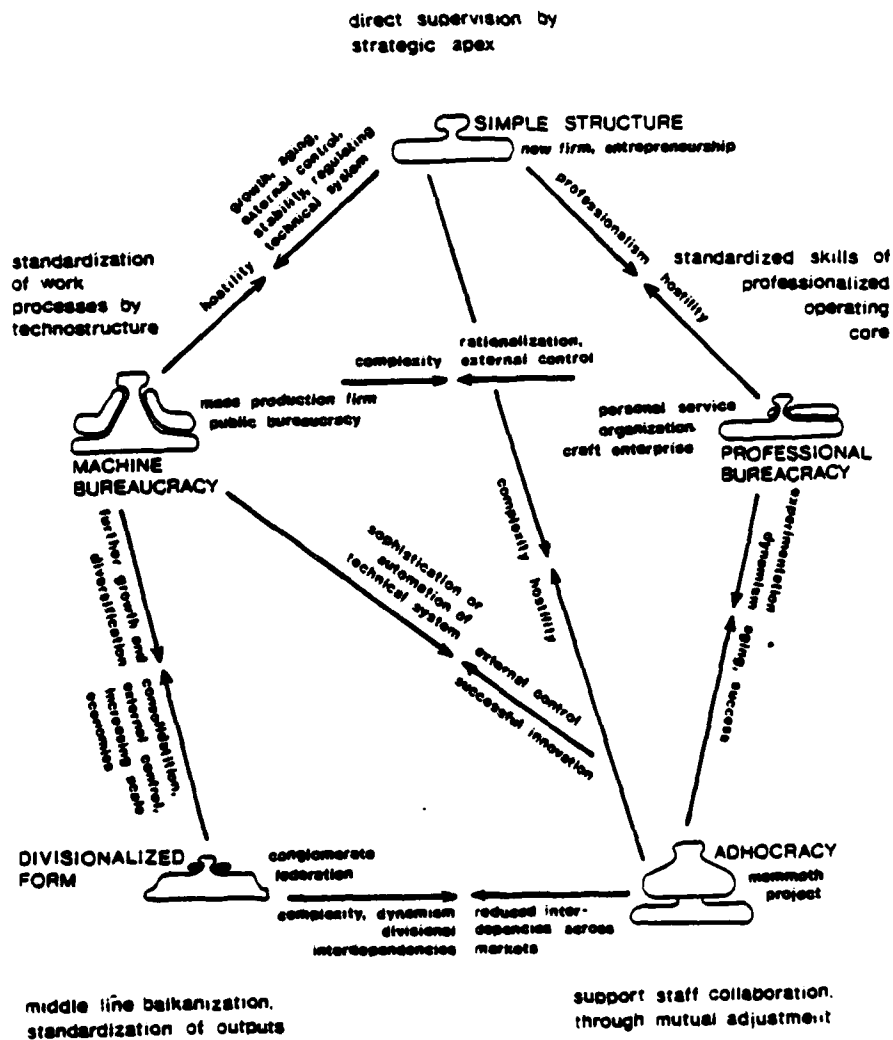 direct supervision by
strategic apex
SIMPLE STRUCTURE
new firm, entrepreneurship
growth, aging,
external control,
stability, regulating
technical system
hostility
professionalism
hostility
standardization
of work
processes by
technostructure
standardized skills of
professionalized
operating
core
complexity
rationalization,
external control
mass production firm
public bureaucracy
MACHINE
BUREAUCRACY
personal service
organization
craft enterprise
PROFESSIONAL
BUREACRACY
complexity
hostility
sophistication or
automation of
technical system
external control
successful innovation
experimentation
dynamism
aging, success
further growth and
diversification
consolidation,
external control,
increasing scale
economies
DIVISIONALIZED
FORM
conglomerate
federation
ADHOCRACY
mammoth
project
complexity, dynamism
divisional
interdependencies
reduced inter-
depencies across
markets
middle line balkanization,
standardization of outputs
support staff collaboration,
through mutual adjustment